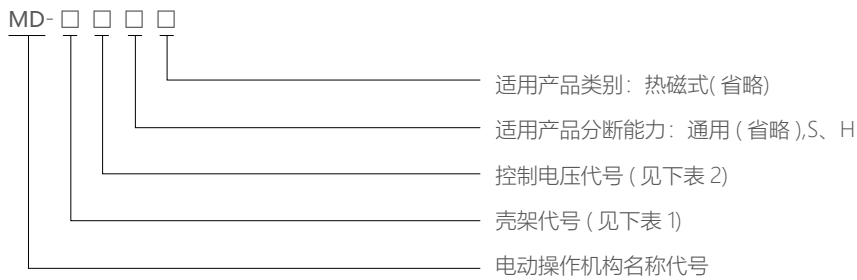 MD-□ □ □ □
适用产品类别：热磁式(省略)
适用产品分断能力：通用(省略),S、H
控制电压代号(见下表2)
壳架代号(见下表1)
电动操作机构名称代号